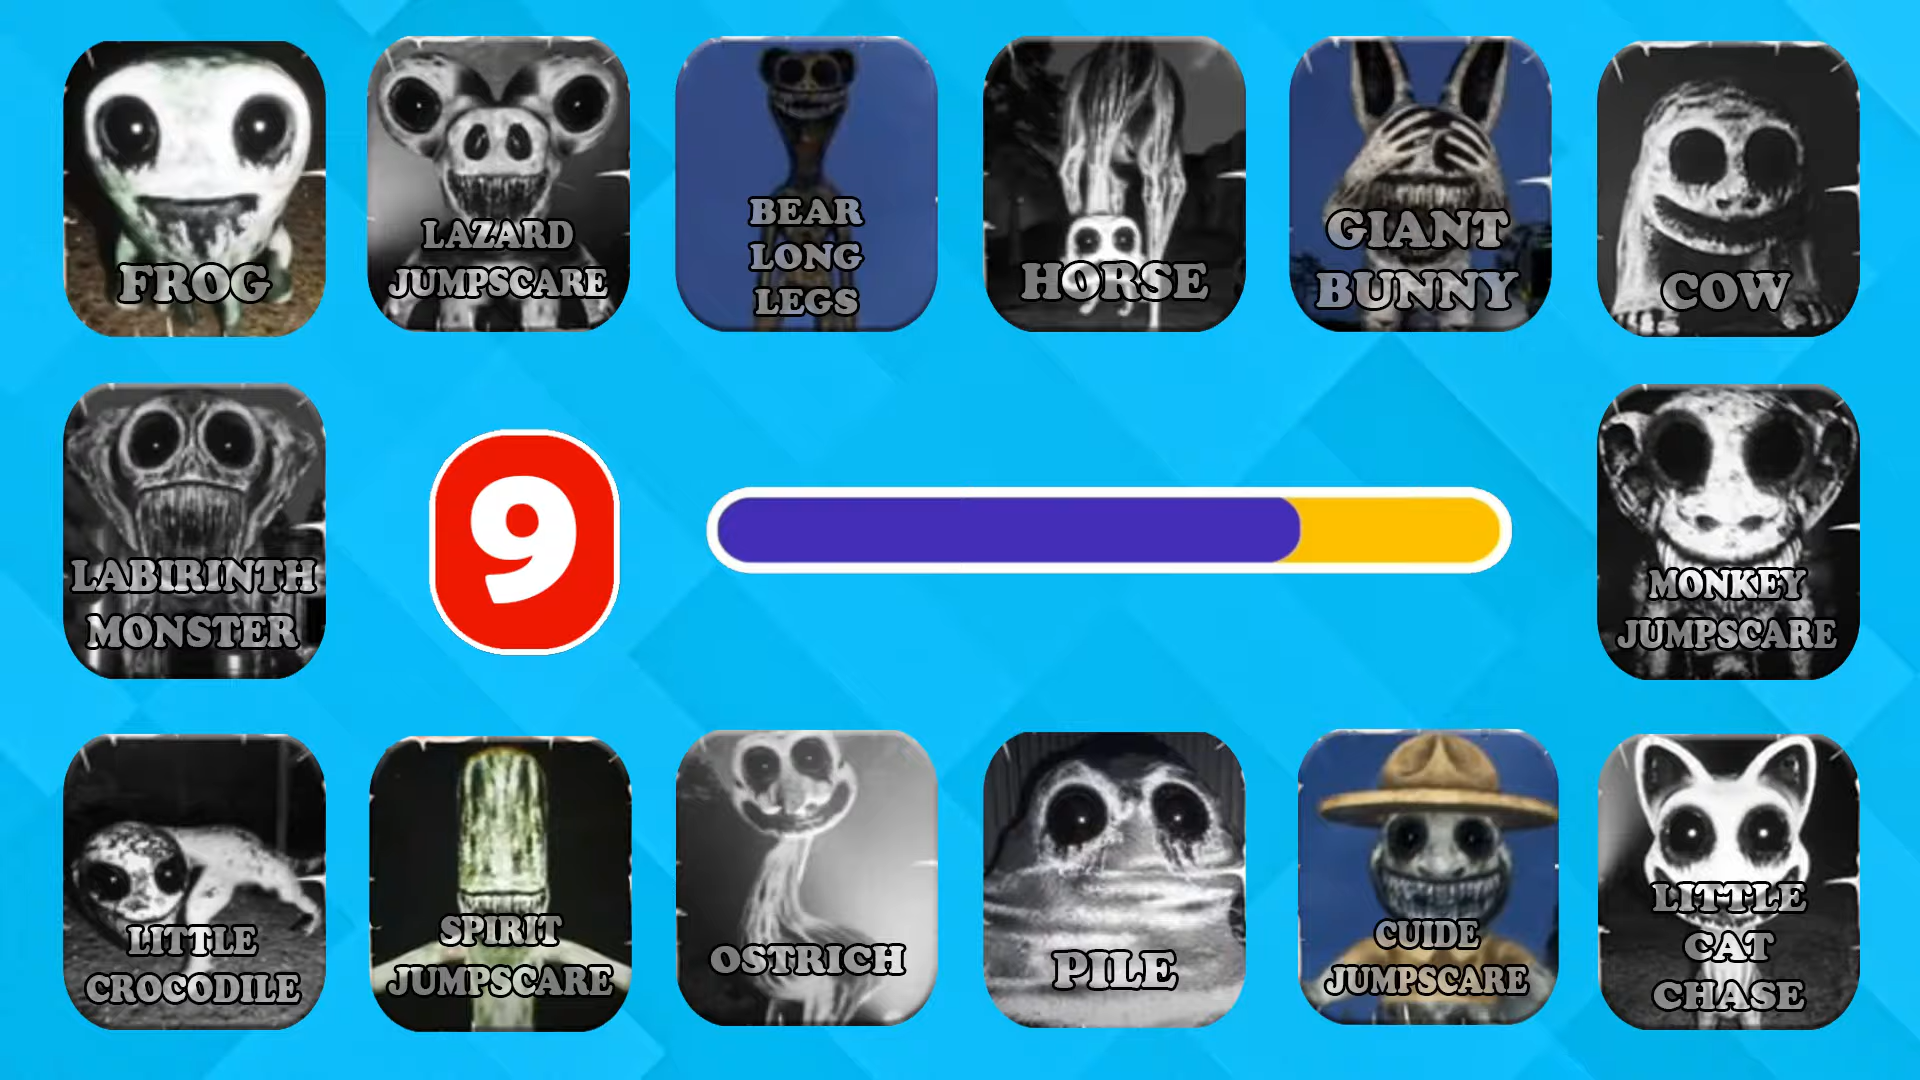 FROG
LAZARD
JUMPSCARE
BEAR
LONG
LEGS
HORSE
GIANT
BUNNY
COW
LABIRINTH
MONSTER
9
MONKEY
JUMPSCARE
LITTLE
CROCODILE
SPIRIT
JUMPSCARE
OSTRICH
PILE
CUIDE
JUMPSCARE
LITTLE
CAT
CHASE